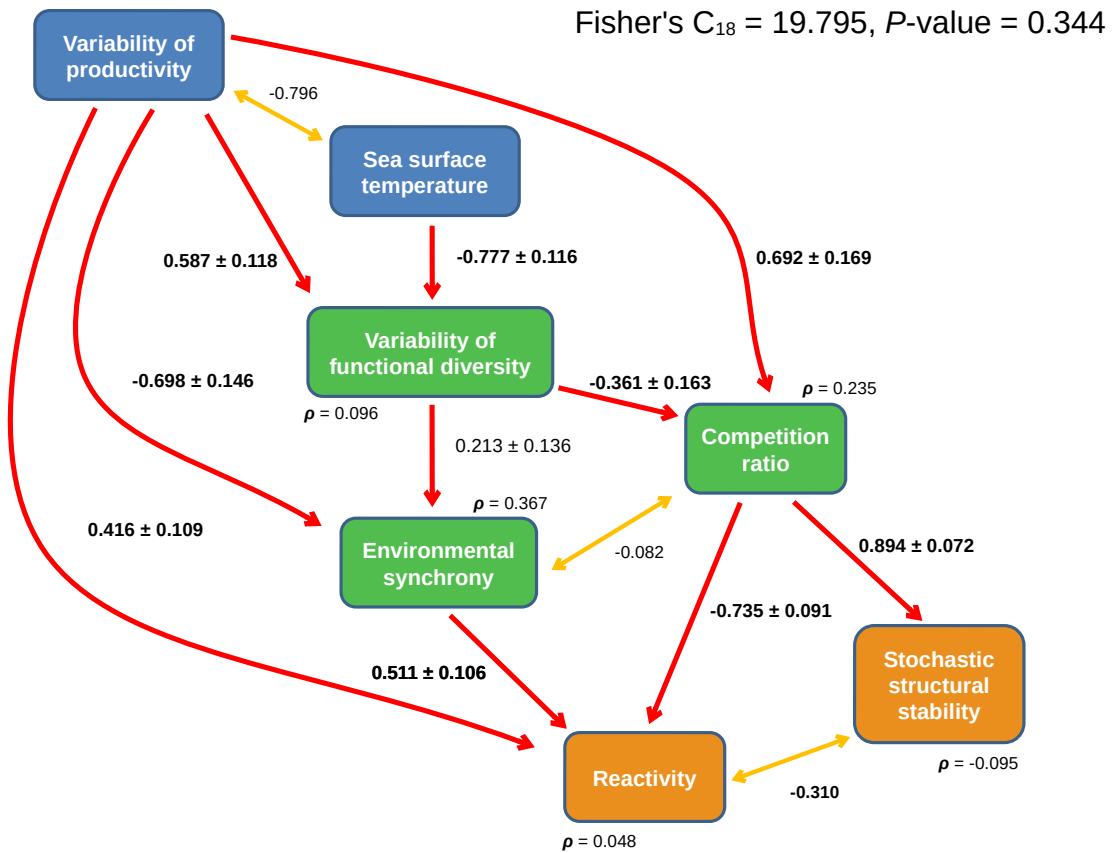 Fisher's C18 = 19.795, P-value = 0.344
Variability of
productivity
-0.796
Sea surface
temperature
0.587 ± 0.118
-0.777 ± 0.116
0.692 ± 0.169
Variability of
functional diversity
-0.698 ± 0.146
-0.361 ± 0.163
ρ = 0.235
ρ = 0.096
Competition
ratio
0.213 ± 0.136
ρ = 0.367
0.416 ± 0.109
Environmental
synchrony
-0.082
0.894 ± 0.072
-0.735 ± 0.091
0.511 ± 0.106
Stochastic
structural
stability
Reactivity
ρ = -0.095
-0.310
ρ = 0.048